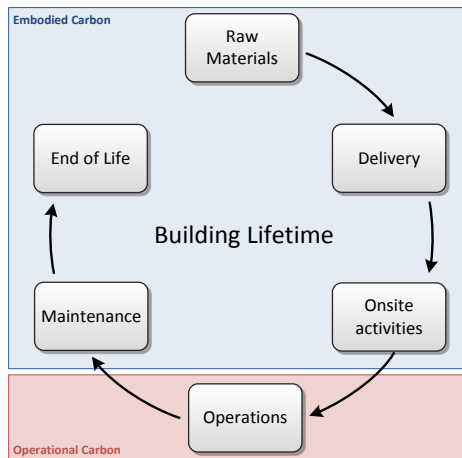 Embodied Carbon
Raw
Materials
End of Life
Delivery
Building Lifetime
Maintenance
Onsite
activities
Operations
Operational Carbon